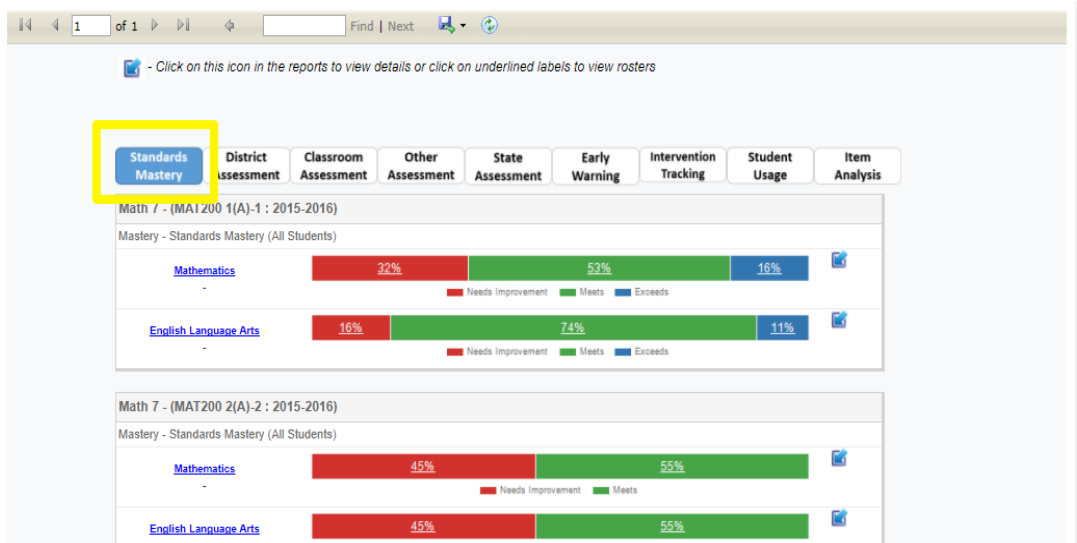 1 of 1 Find | Next
- Click on this icon in the reports to view details or click on underlined labels to view rosters
Standards Mastery District Assessment Classroom Assessment Other Assessment State Assessment Early Warning Intervention Tracking Student Usage Item Analysis
Math 7 - (MAT200 1(A)-1 : 2015-2016)
Mastery - Standards Mastery (All Students)
Mathematics 32% 53% 16%
-
Needs Improvement Meets Exceeds
English Language Arts 16% 74% 11%
-
Needs Improvement Meets Exceeds
Math 7 - (MAT200 2(A)-2 : 2015-2016)
Mastery - Standards Mastery (All Students)
Mathematics 45% 55%
-
Needs Improvement Meets
English Language Arts 45% 55%